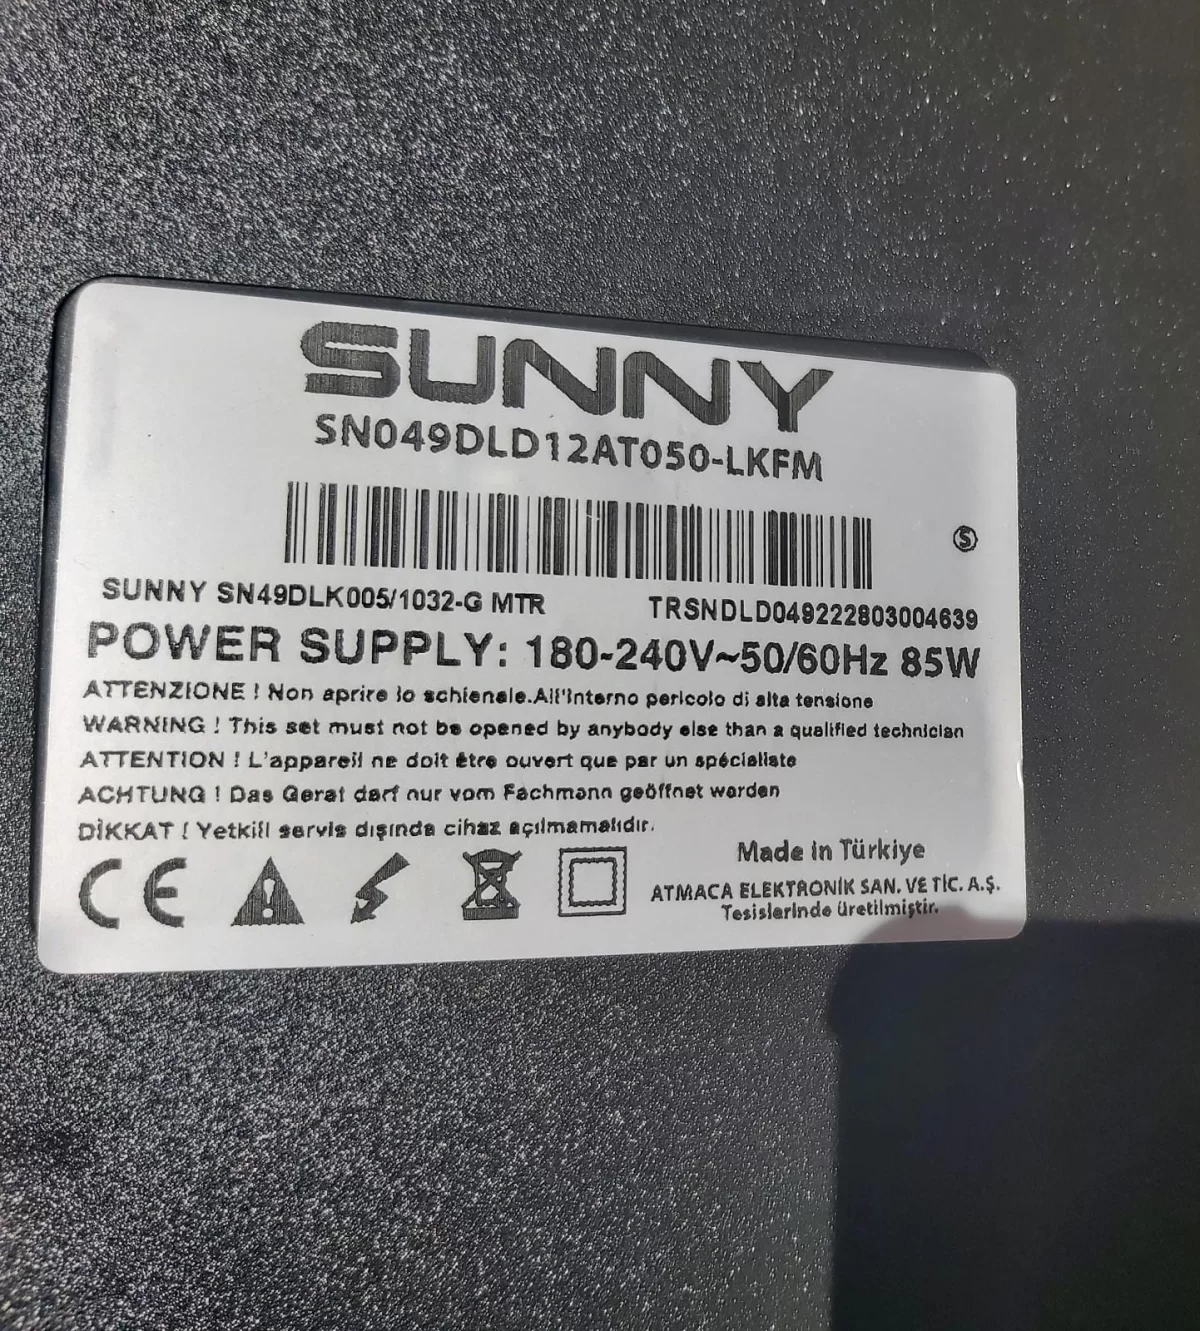 SUNNY
SN049DLD12AT050-LKFM
S
SUNNY SN49DLK005/1032-G MTR TRSNDLD049222803004639
POWER SUPPLY: 180-240V~50/60Hz 85W
ATTENZIONE ! Non aprire lo schienale.All'interno pericolo di alta tensione
WARNING ! This set must not be opened by anybody else than a qualified technician
ATTENTION ! L'appareil ne doit être ouvert que par un spécialiste
ACHTUNG ! Das Gerat darf nur vom Fachmann geöffnet worden
DİKKAT ! Yetkili servis dışında cihaz açılmamalıdır.
CE
Made in Türkiye
ATMACA ELEKTRONİK SAN. VE TİC. A.Ş.
Tesislerinde üretilmiştir.